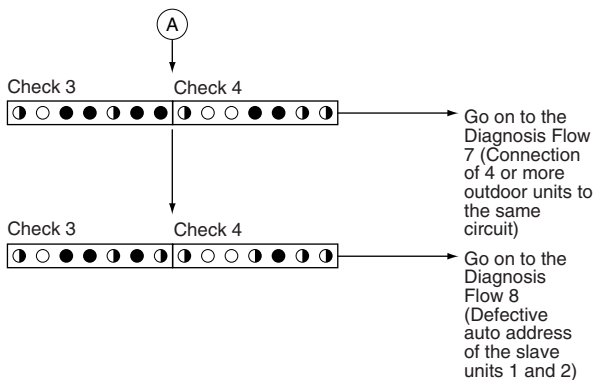 A
Check 3
Check 4
Go on to the
Diagnosis Flow
7 (Connection
of 4 or more
outdoor units to
the same
circuit)
Check 3
Check 4
Go on to the
Diagnosis
Flow 8
(Defective
auto address
of the slave
units 1 and 2)